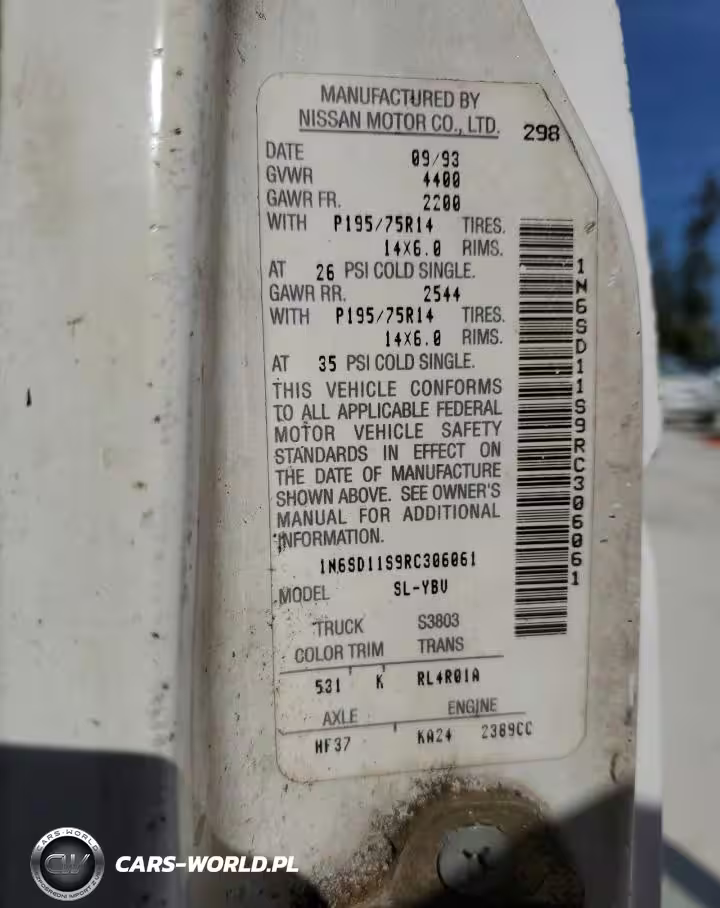 MANUFACTURED BY
NISSAN MOTOR CO., LTD. 298
DATE 09/93
GVWR 4400
GAWR FR. 2200
WITH P195/75R14 TIRES.
14X6.0 RIMS.
AT 26 PSI COLD SINGLE.
GAWR RR. 2544
WITH P195/75R14 TIRES.
14X6.0 RIMS.
AT 35 PSI COLD SINGLE.
THIS VEHICLE CONFORMS
TO ALL APPLICABLE FEDERAL
MOTOR VEHICLE SAFETY
STANDARDS IN EFFECT ON
THE DATE OF MANUFACTURE
SHOWN ABOVE. SEE OWNER'S
MANUAL FOR ADDITIONAL
INFORMATION.
1N6SD11S9RC306061
MODEL SL-YBV
TRUCK S3803
COLOR TRIM TRANS
531 K RL4R01A
AXLE ENGINE
HF37 KA24 2389CC
1N6SD11S9RC306061
CARS-WORLD
CW
CARS-WORLD.PL